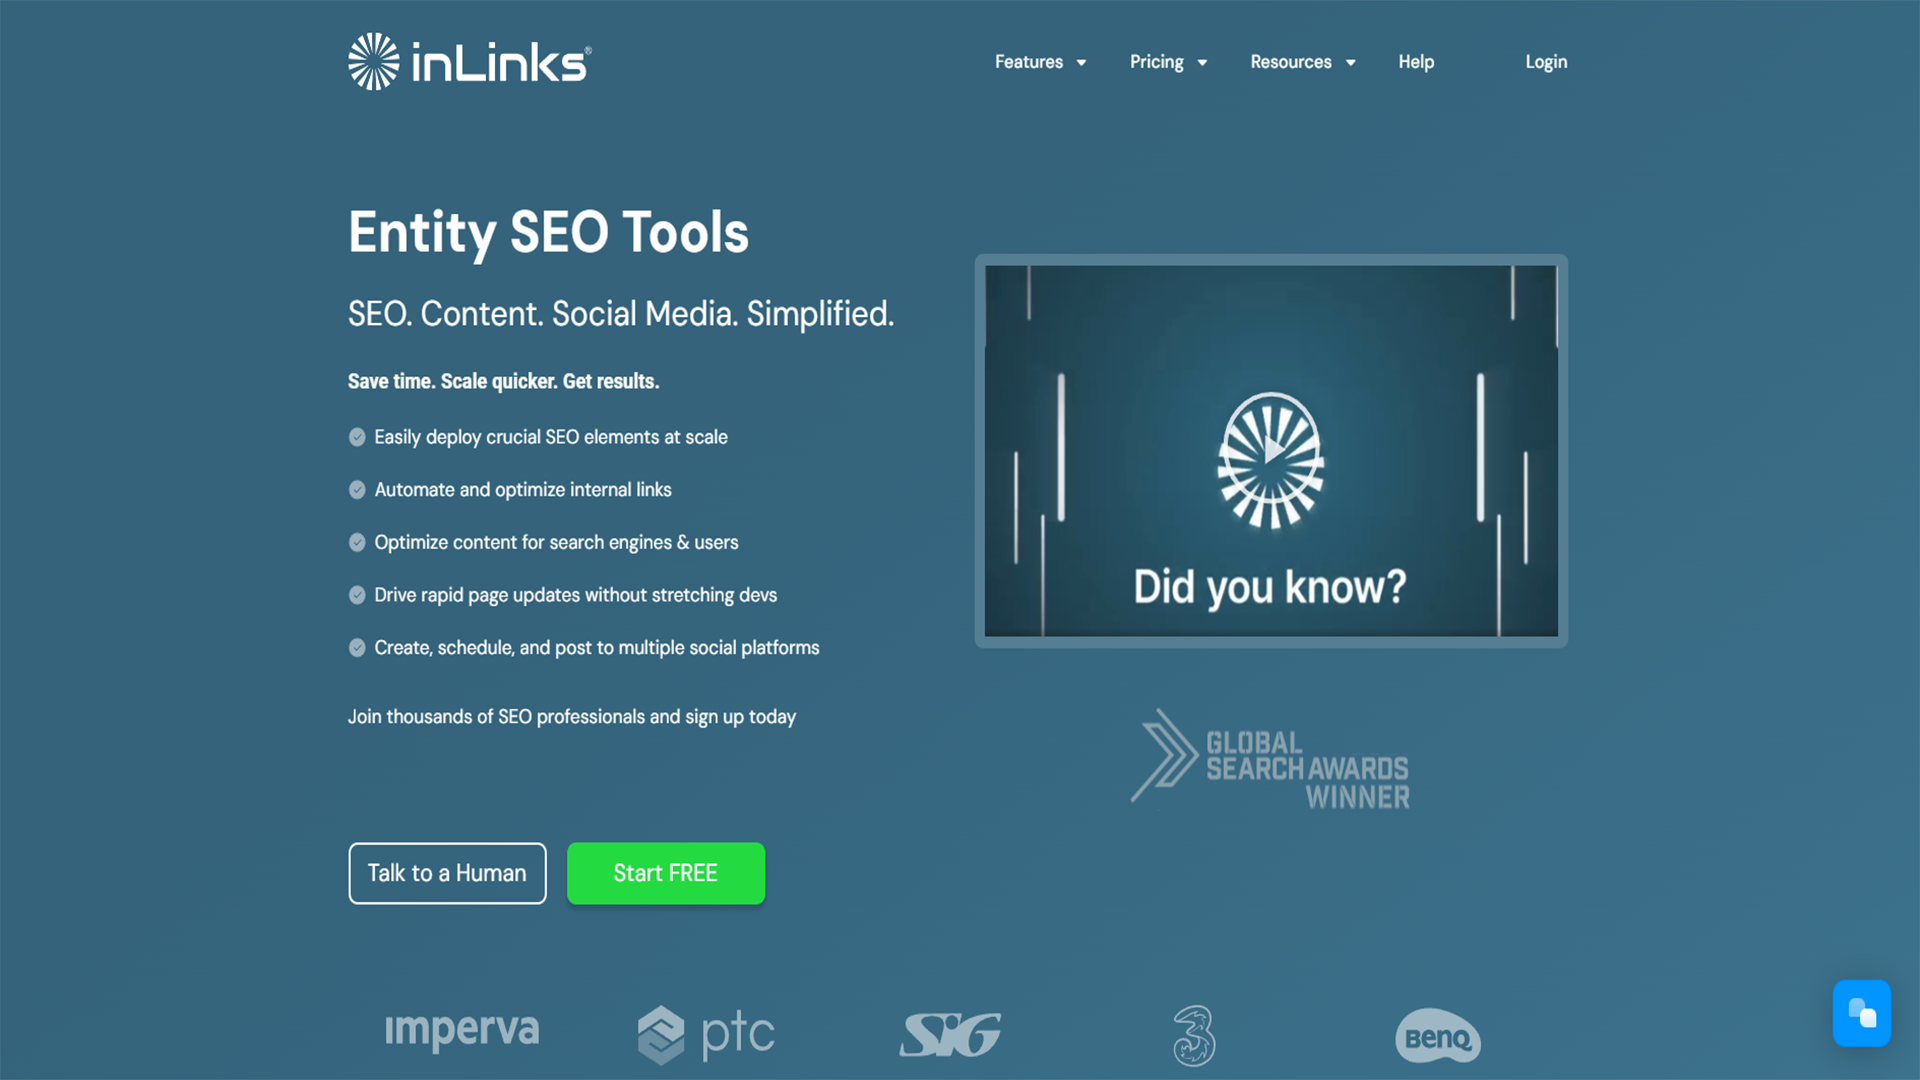 inLinks®
Features
Pricing
Resources
Help
Login
Entity SEO Tools
SEO. Content. Social Media. Simplified.
Save time. Scale quicker. Get results.
Easily deploy crucial SEO elements at scale
Automate and optimize internal links
Optimize content for search engines & users
Drive rapid page updates without stretching devs
Create, schedule, and post to multiple social platforms
Join thousands of SEO professionals and sign up today
Talk to a Human
Start FREE
Did you know?
GLOBAL
SEARCH AWARDS
WINNER
imperva
ptc
SIG
3
BenQ